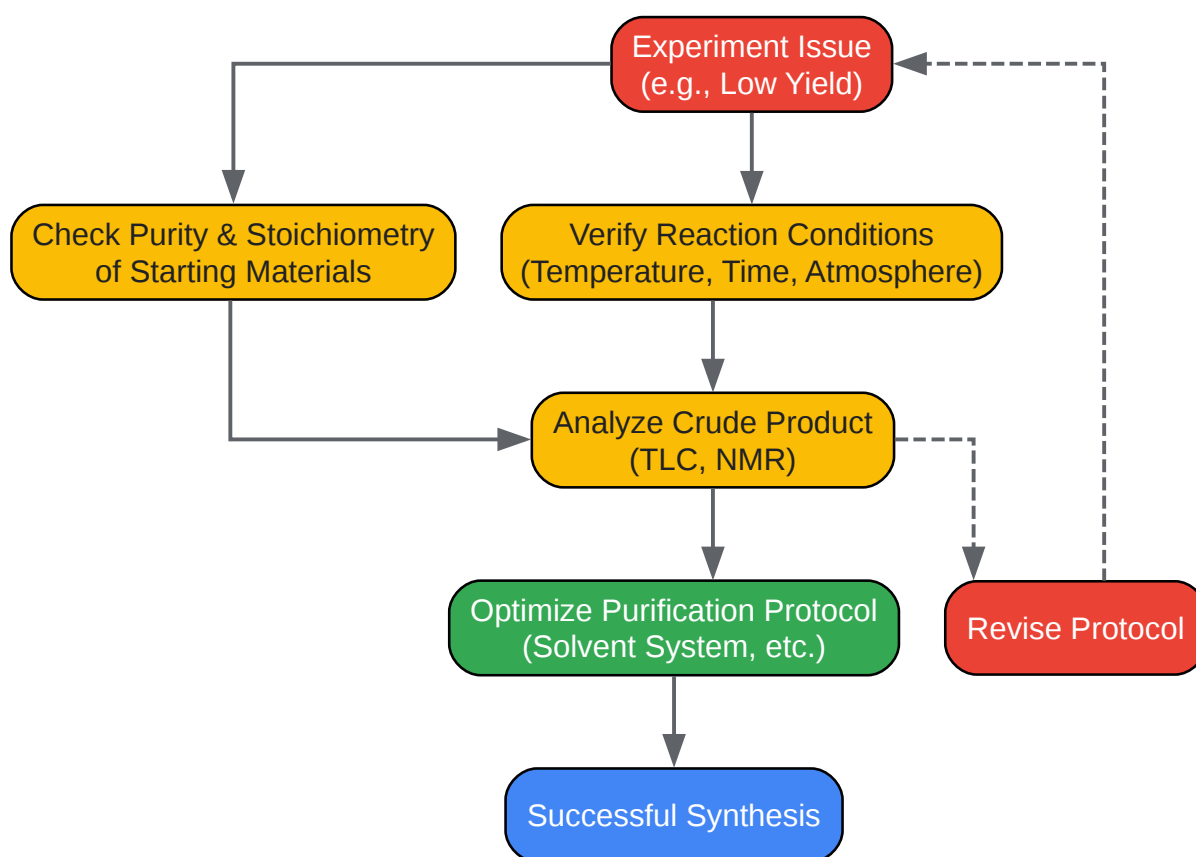 Experiment Issue
(e.g., Low Yield)
Check Purity & Stoichiometry
of Starting Materials
Verify Reaction Conditions
(Temperature, Time, Atmosphere)
Analyze Crude Product
(TLC, NMR)
Optimize Purification Protocol
(Solvent System, etc.)
Revise Protocol
Successful Synthesis